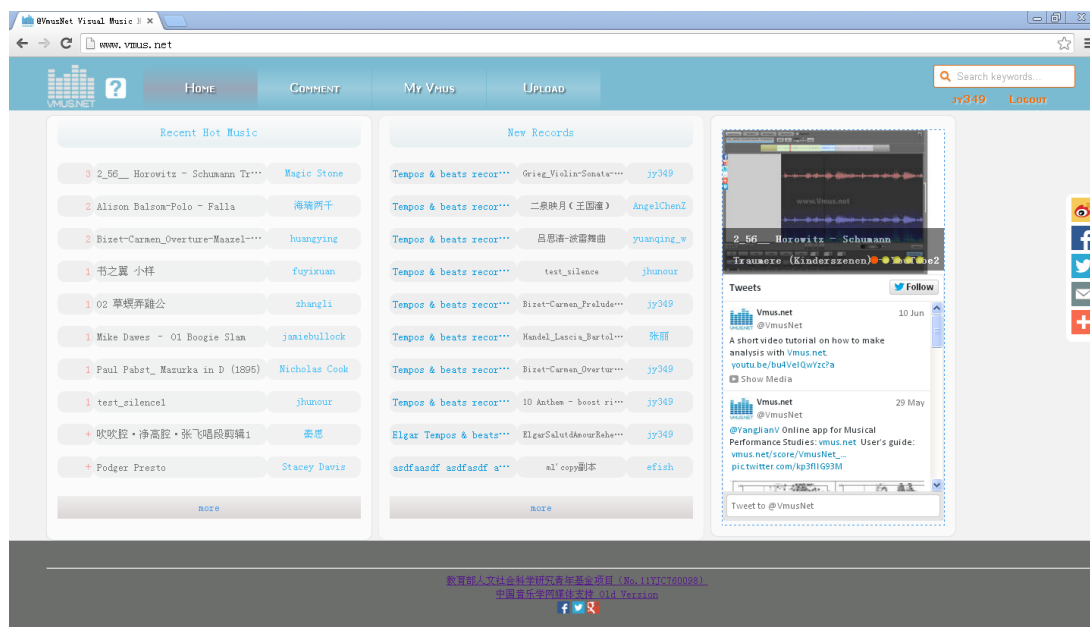 @VmusNet Visual Music
www.vmus.net
VMUS.NET
?
Home
Comment
My Vmus
Upload
Search keywords...
jy349 Logout
Recent Hot Music
3 2_56__ Horowitz - Schumann Tr··· Magic Stone
2 Alison Balsom-Polo - Falla 海瑞两千
2 Bizet-Carmen_Overture-Maazel-··· huangying
1 书之翼 小样 fuyixuan
1 02 草螟弄雞公 zhangli
1 Mike Dawes - 01 Boogie Slam jamiebullock
1 Paul Pabst_ Mazurka in D (1895) Nicholas Cook
1 test_silence1 jhunour
+ 吹吹腔·净高腔·张飞唱段剪辑1
+ Podger Presto Stacey Davis
more
New Records
Tempos & beats recor··· Grieg_Violin-Sonata-··· jy349
Tempos & beats recor··· 二泉映月(王国潼) AngelChenZ
Tempos & beats recor··· 吕思清-波雷舞曲 yuanqing_w
Tempos & beats recor··· test_silence jhunour
Tempos & beats recor··· Bizet-Carmen_Prelude··· jy349
Tempos & beats recor··· Handel_Lascia_Bartol··· 张丽
Tempos & beats recor··· Bizet-Carmen_Overtur··· jy349
Tempos & beats recor··· 10 Anthem - boost ri··· jy349
Elgar Tempos & beats··· ElgarSalutdAmourRehe··· jy349
asdfaasdf asdfasdf a··· ml'copy副本 efish
more
www.Vmus.net
2_56__ Horowitz - Schumann
Traumere (Kinderszenen)
Tweets
Follow
Vmus.net 10 Jun
@VmusNet
A short video tutorial on how to make
analysis with Vmus.net.
youtu.be/bu4VeIQwYzc?a
Show Media
Vmus.net 29 May
@VmusNet
@YangJianV Online app for Musical
Performance Studies: vmus.net User's guide:
vmus.net/score/VmusNet_...
pic.twitter.com/kp3fIIG93M
Tweet to @VmusNet
教育部人文社会科学研究青年基金项目(No.11YJC760098)
中国音乐学网媒体支持 Old Version